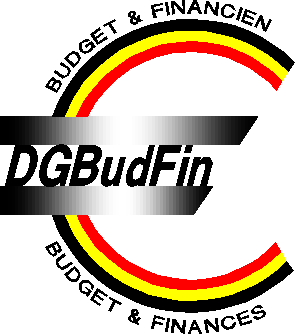 BUDGET & FINANCIEN
DGBudFin
BUDGET & FINANCES